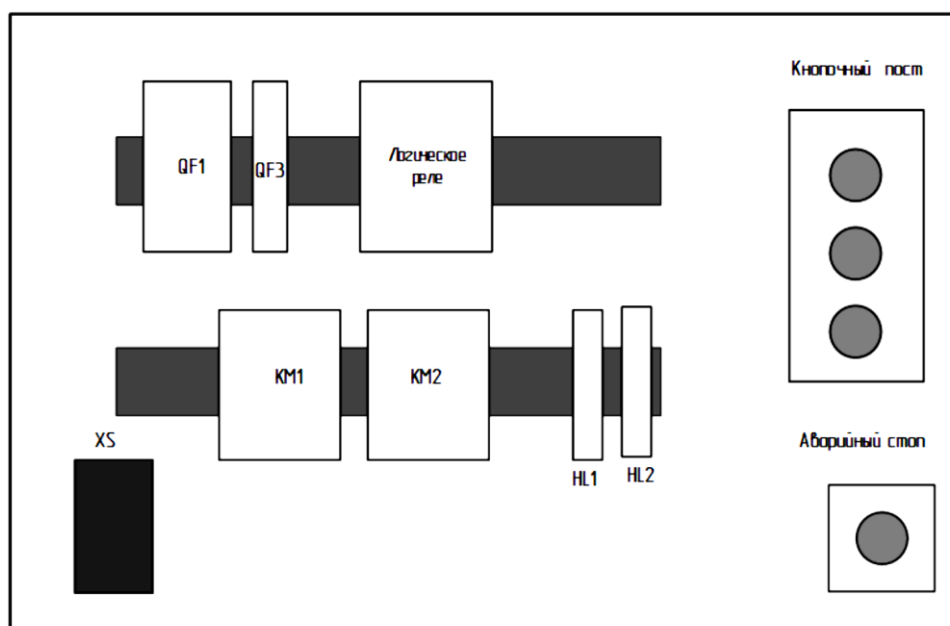 Кнопочный пост
QF1
QF3
Логическое
реле
KM1
KM2
XS
HL1
HL2
Аварийный стоп